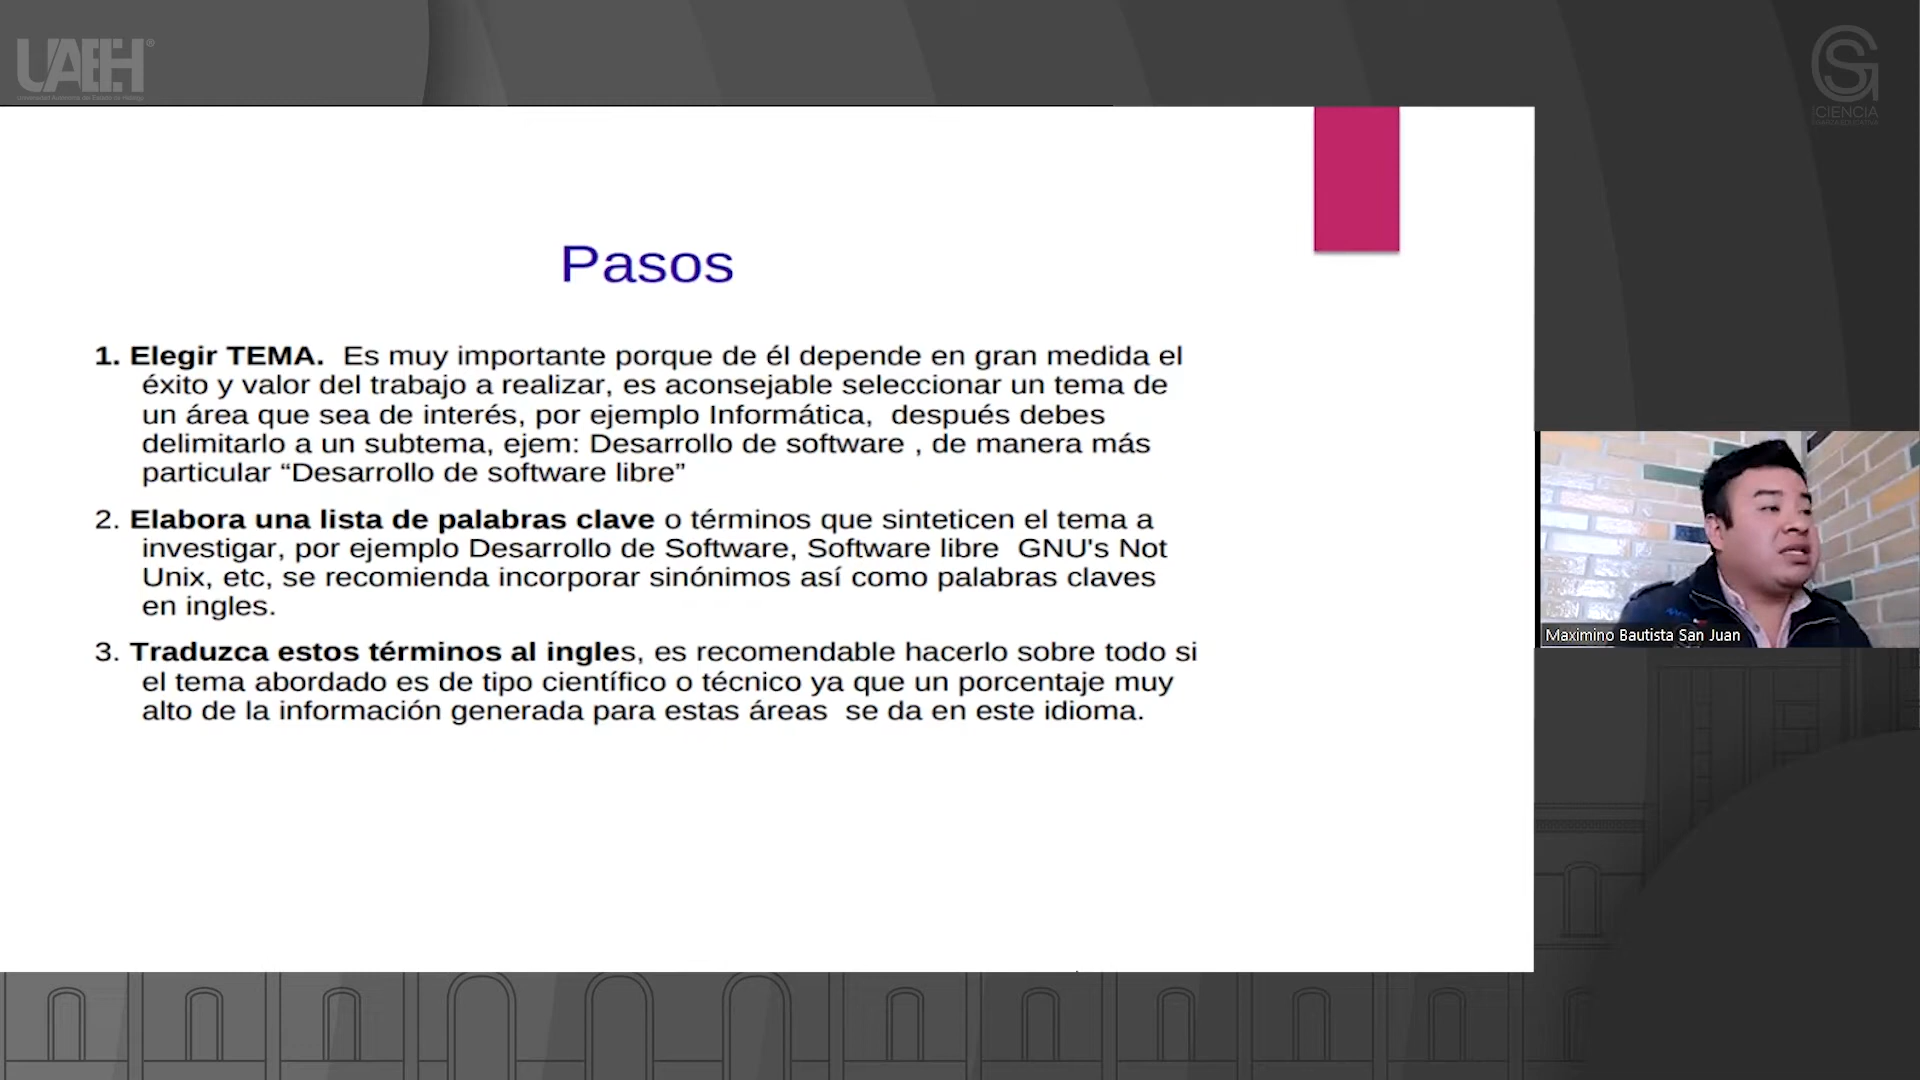 UAEH
CIENCIA
Pasos
1. Elegir TEMA. Es muy importante porque de él depende en gran medida el
éxito y valor del trabajo a realizar, es aconsejable seleccionar un tema de
un área que sea de interés, por ejemplo Informática, después debes
delimitarlo a un subtema, ejem: Desarrollo de software , de manera más
particular “Desarrollo de software libre”
2. Elabora una lista de palabras clave o términos que sinteticen el tema a
investigar, por ejemplo Desarrollo de Software, Software libre GNU's Not
Unix, etc, se recomienda incorporar sinónimos así como palabras claves
en ingles.
3. Traduzca estos términos al ingles, es recomendable hacerlo sobre todo si
el tema abordado es de tipo científico o técnico ya que un porcentaje muy
alto de la información generada para estas áreas se da en este idioma.
Maximino Bautista San Juan